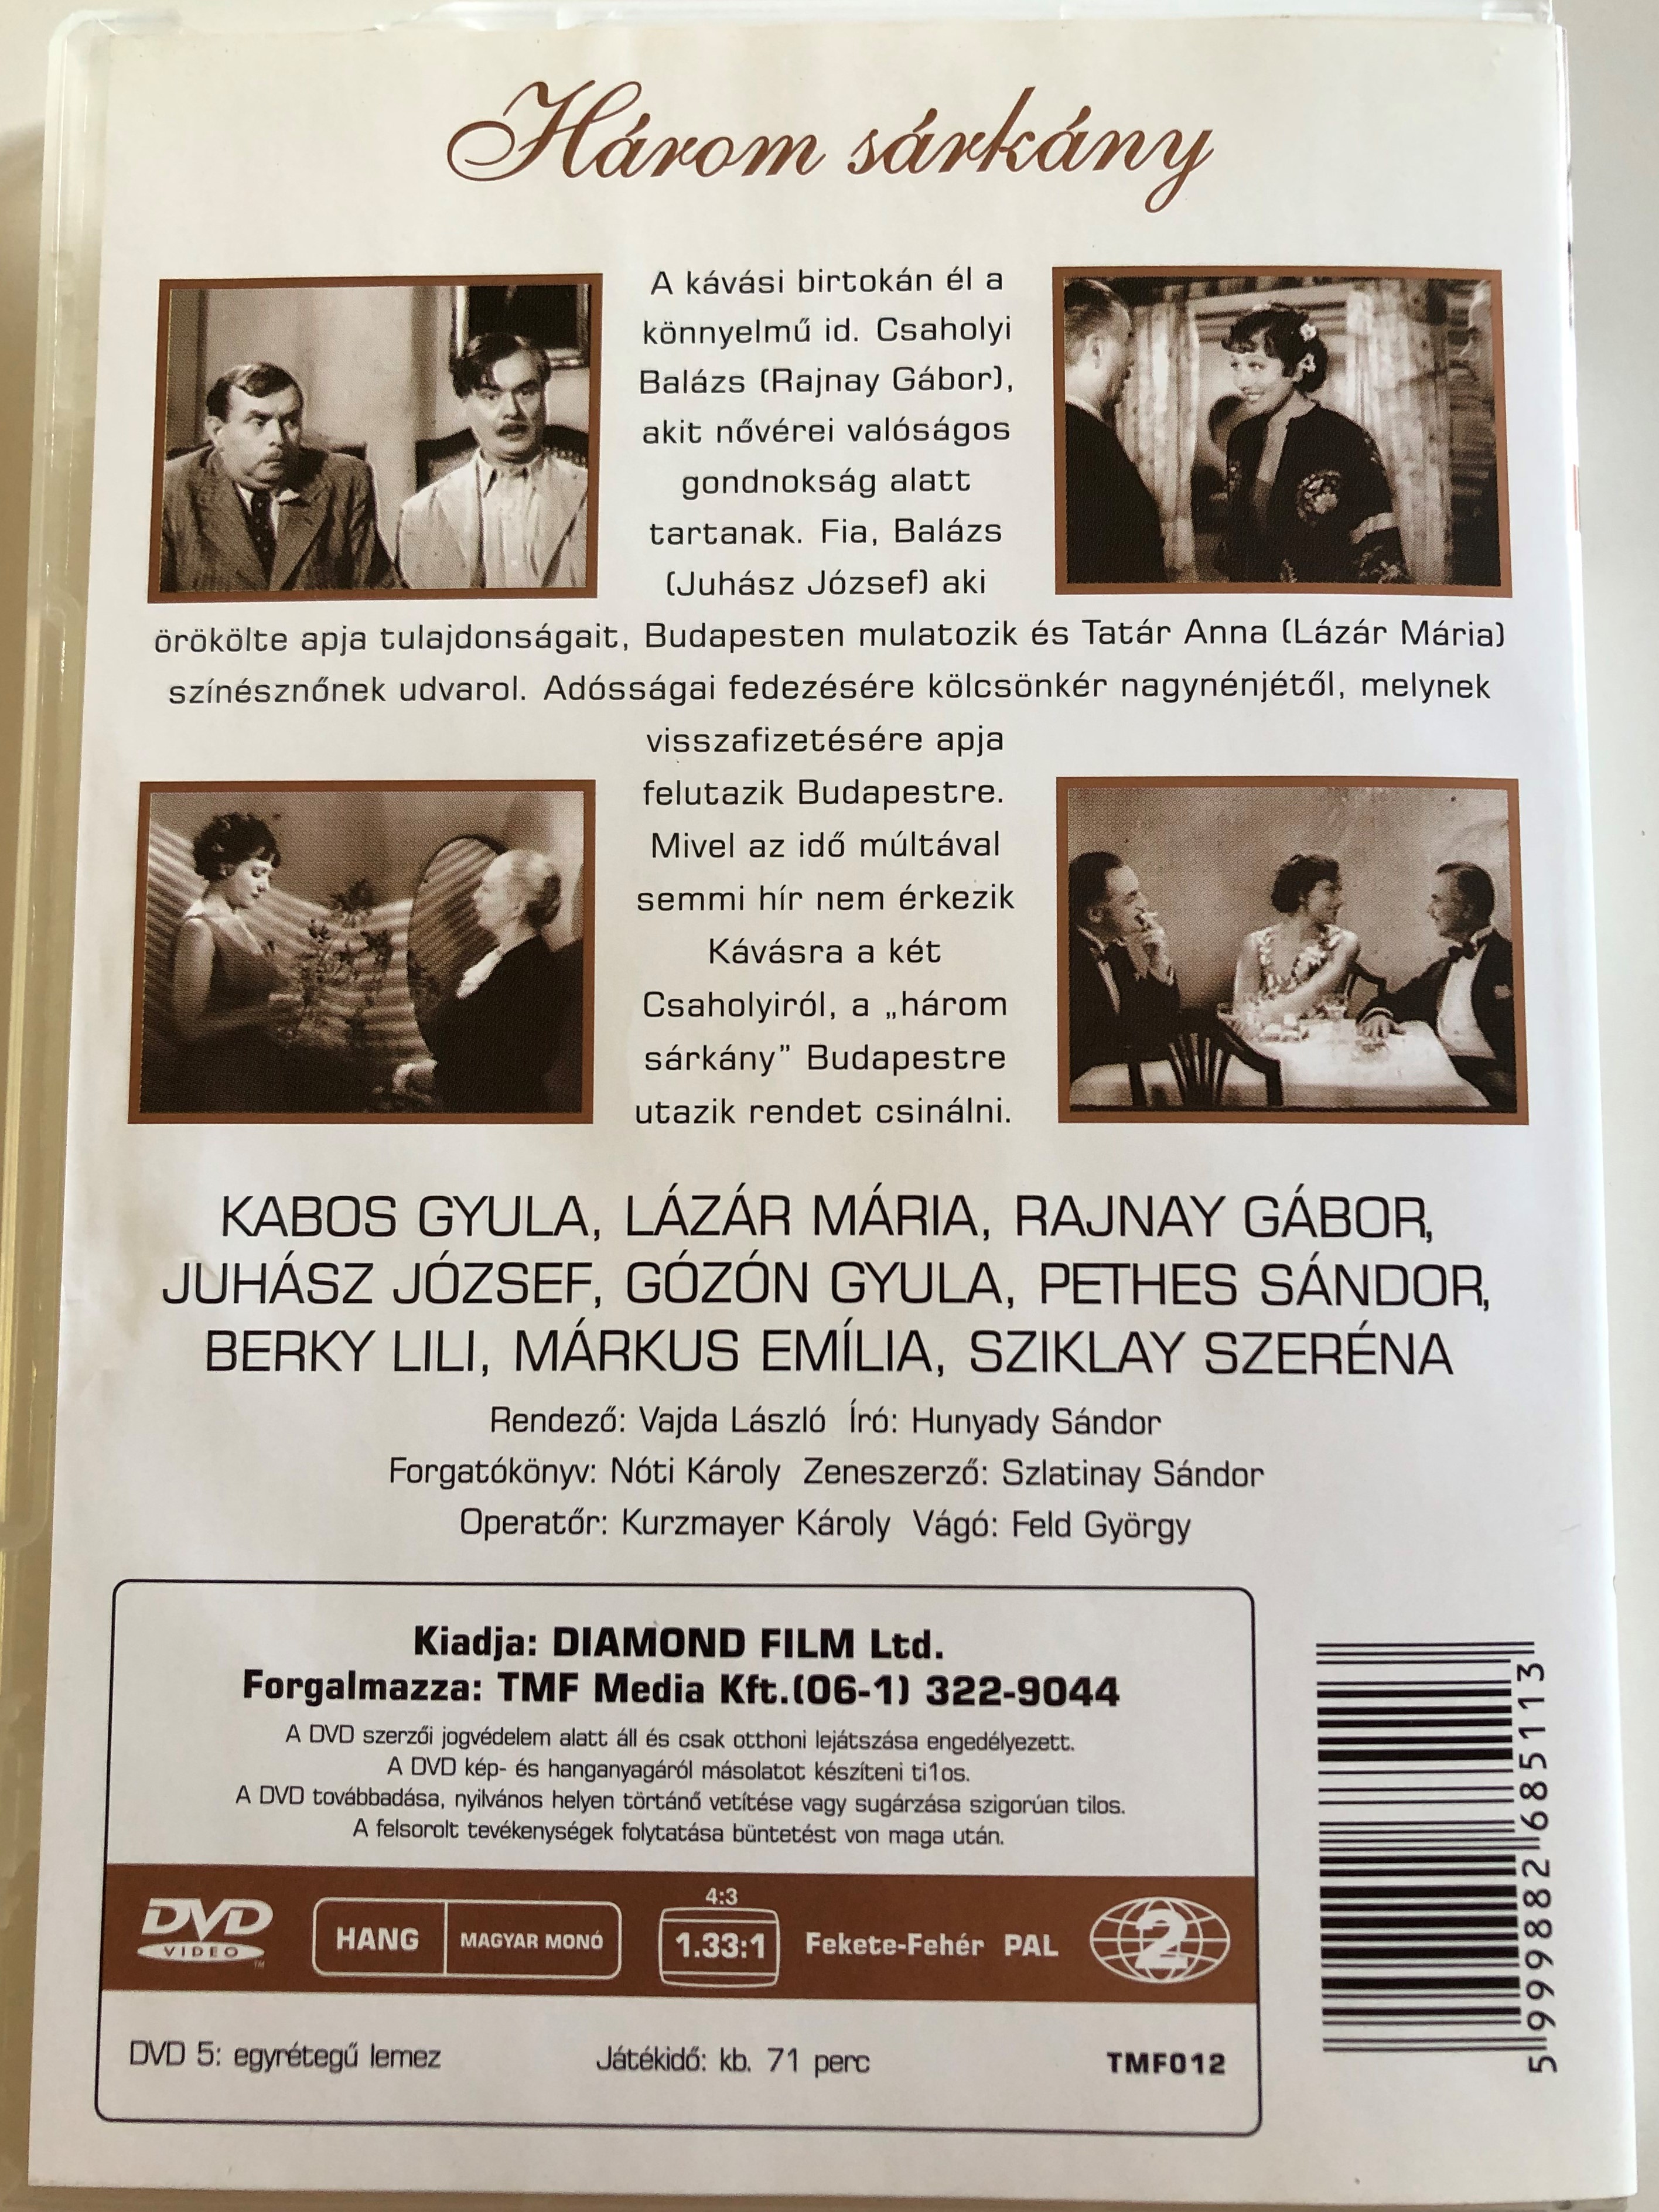 Három sárkány
A kávási birtokán él a
könnyelmű id. Csaholyi
Balázs (Rajnay Gábor),
akit nővérei valóságos
gondnokság alatt
tartanak. Fia, Balázs
(Juhász József) aki
örökölte apja tulajdonságait, Budapesten mulatozik és Tatár Anna (Lázár Mária)
színésznőnek udvarol. Adósságai fedezésére kölcsönkér nagynénjétől, melynek
visszafizetésére apja
felutazik Budapestre.
Mivel az idő múltával
semmi hír nem érkezik
Kávásra a két
Csaholyiról, a „három
sárkány” Budapestre
utazik rendet csinálni.
KABOS GYULA, LÁZÁR MÁRIA, RAJNAY GÁBOR,
JUHÁSZ JÓZSEF, GÓZÓN GYULA, PETHES SÁNDOR,
BERKY LILI, MÁRKUS EMÍLIA, SZIKLAY SZERÉNA
Rendező: Vajda László Író: Hunyady Sándor
Forgatókönyv: Nóti Károly Zeneszerző: Szlatinay Sándor
Operatőr: Kurzmayer Károly Vágó: Feld György
Kiadja: DIAMOND FILM Ltd.
Forgalmazza: TMF Media Kft.(06-1) 322-9044
A DVD szerzői jogvédelem alatt áll és csak otthoni lejátszása engedélyezett.
A DVD kép- és hanganyagáról másolatot készíteni ti1os.
A DVD továbbadása, nyilvános helyen törtánő vetítése vagy sugárzása szigorúan tilos.
A felsorolt tevékenységek folytatása büntetést von maga után.
DVD VIDEO TM
HANG MAGYAR MONÓ
4:3
1.33:1
Fekete-Fehér PAL
2
DVD 5: egyrétegű lemez Játékidő: kb. 71 perc TMF012
5 999882 685113